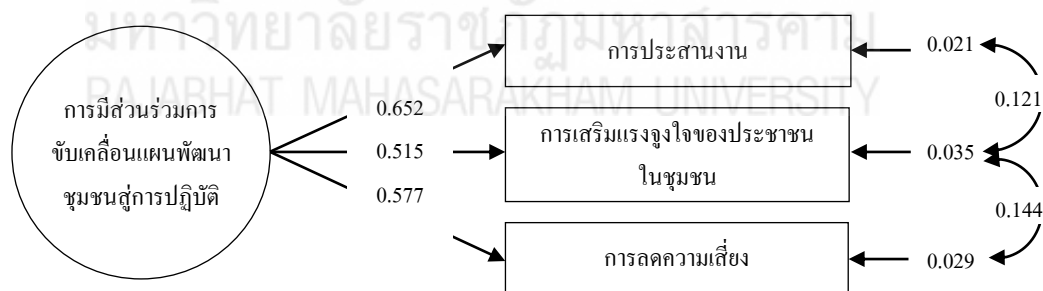 มหาวิทยาลัยราชภัฏมหาสารคาม
RAJABHAT MAHASARAKHAM UNIVERSITY
การมีส่วนร่วมการ
ขับเคลื่อนแผนพัฒนา
ชุมชนสู่การปฏิบัติ
0.652
0.515
0.577
การประสานงาน
การเสริมแรงจูงใจของประชาชน
ในชุมชน
การลดความเสี่ยง
0.021
0.035
0.029
0.121
0.144